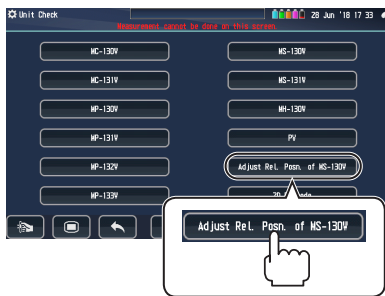 Unit Check
28 Jun '18 17 33
Measurement cannot be done on this screen.
MC-130V
MS-130V
MC-131V
MS-131V
MP-130V
MH-130V
MP-131V
PV
MP-132V
Adjust Rel. Posn. of MS-130V
MP-133V
Adjust Rel. Posn. of MS-130V